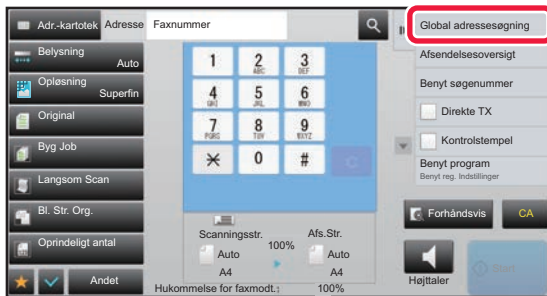 Adr.-kartotek
Adresse
Faxnummer
Global adressesøgning
Belysning
Auto
Opløsning
Superfin
Original
Byg Job
Langsom Scan
Bl. Str. Org.
Oprindeligt antal
Andet
1
2 ABC
3 DEF
4 GHI
5 JKL
6 MNO
7 PQRS
8 TUV
9 WXYZ
0
#
C
Afsendelsesoversigt
Benyt søgenummer
Direkte TX
Kontrolstempel
Benyt program
Benyt reg. Indstillinger
Forhåndsvis
CA
Scanningsstr.
100%
Afs.Str.
Auto
A4
Auto
A4
Hukommelse for faxmodt.:
100%
Højttaler
Start